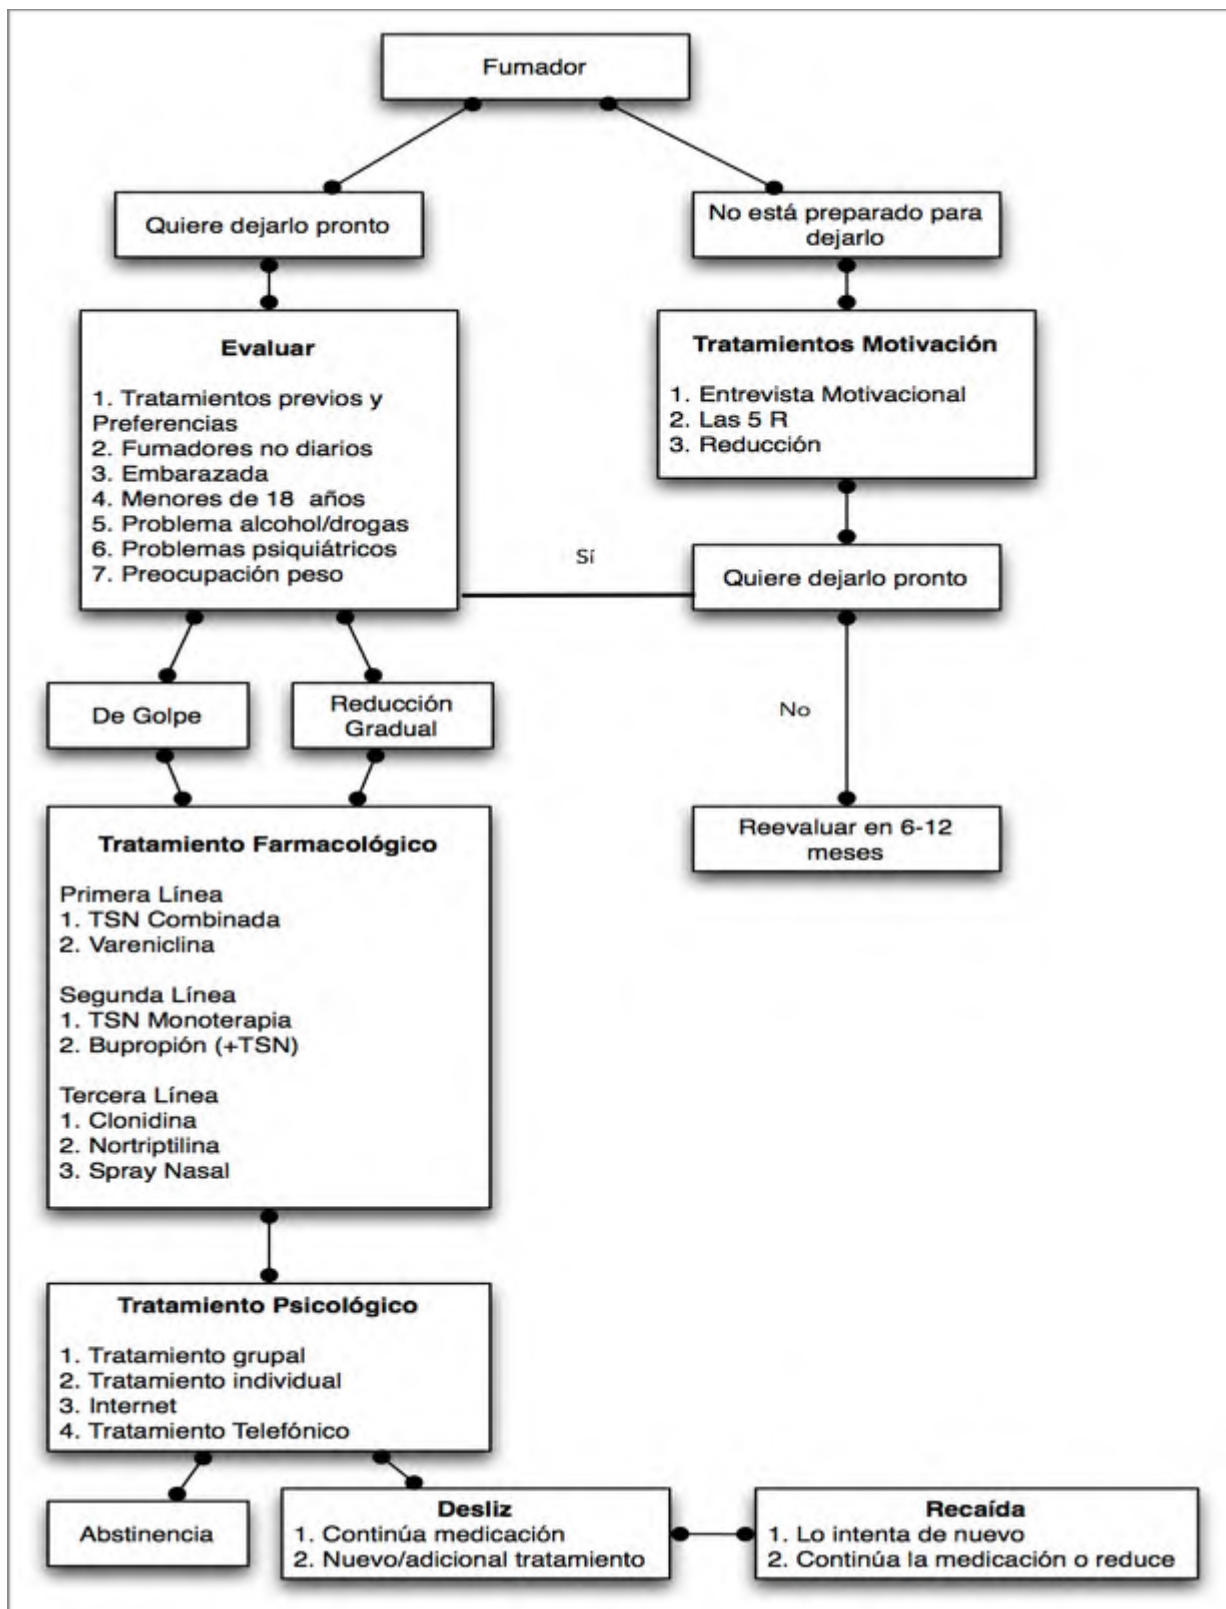 Fumador
Quiere dejarlo pronto
No está preparado para
dejarlo
Evaluar
1. Tratamientos previos y
Preferencias
2. Fumadores no diarios
3. Embarazada
4. Menores de 18 años
5. Problema alcohol/drogas
6. Problemas psiquiátricos
7. Preocupación peso
Tratamientos Motivación
1. Entrevista Motivacional
2. Las 5 R
3. Reducción
Sí
Quiere dejarlo pronto
De Golpe
Reducción
Gradual
No
Tratamiento Farmacológico
Primera Línea
1. TSN Combinada
2. Vareniclina
Segunda Línea
1. TSN Monoterapia
2. Bupropión (+TSN)
Tercera Línea
1. Clonidina
2. Nortriptilina
3. Spray Nasal
Reevaluar en 6-12
meses
Tratamiento Psicológico
1. Tratamiento grupal
2. Tratamiento individual
3. Internet
4. Tratamiento Telefónico
Abstinencia
Desliz
1. Continúa medicación
2. Nuevo/adicional tratamiento
Recaída
1. Lo intenta de nuevo
2. Continúa la medicación o reduce